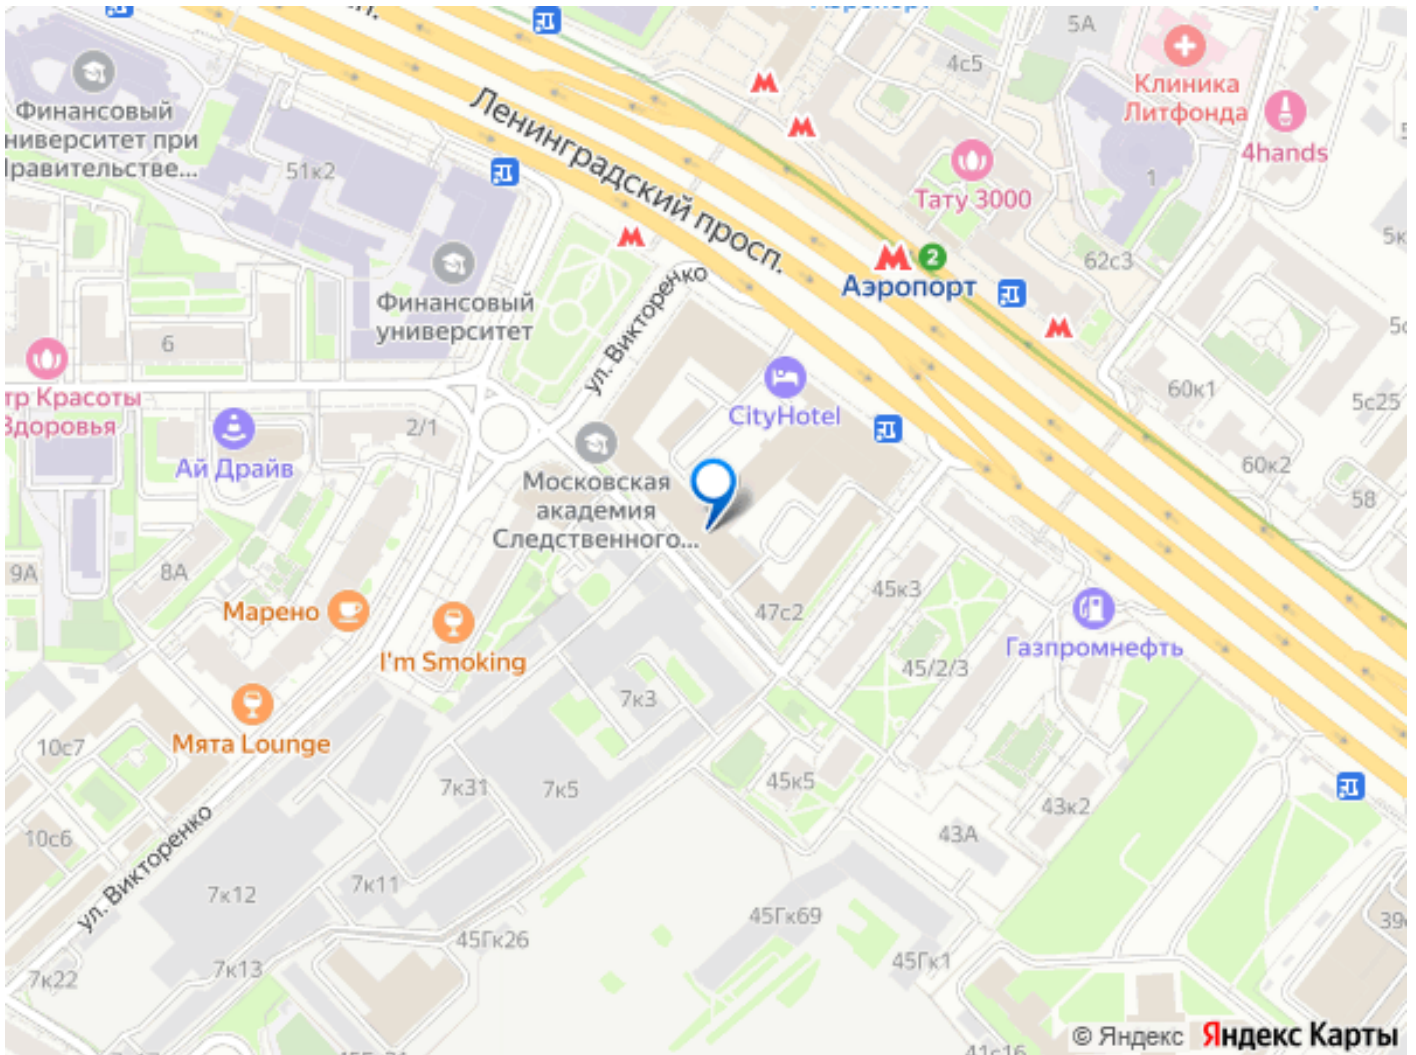 5А
4с5
Клиника
Литфонда
4hands
Финансовый
ниверситет при
равительстве...
51к2
Ленинградский просп.
Тату 3000
1
62с3
2
Аэропорт
Финансовый
университет
ул. Викторенко
6
CityHotel
60к1
5с25
60к2
58
тр Красоты
Здоровья
2/1
Ай Драйв
Московская
академия
Следственного...
9А
8А
Марено
I'm Smoking
47с2
45к3
45/2/3
Газпромнефть
Мята Lounge
10с7
7к3
7к31
7к5
45к5
43к2
43А
10с6
ул. Викторенко
7к12
7к11
45Гк69
45Гк26
45Гк1
7к13
7к22
41с16
© Яндекс
Яндекс Карты